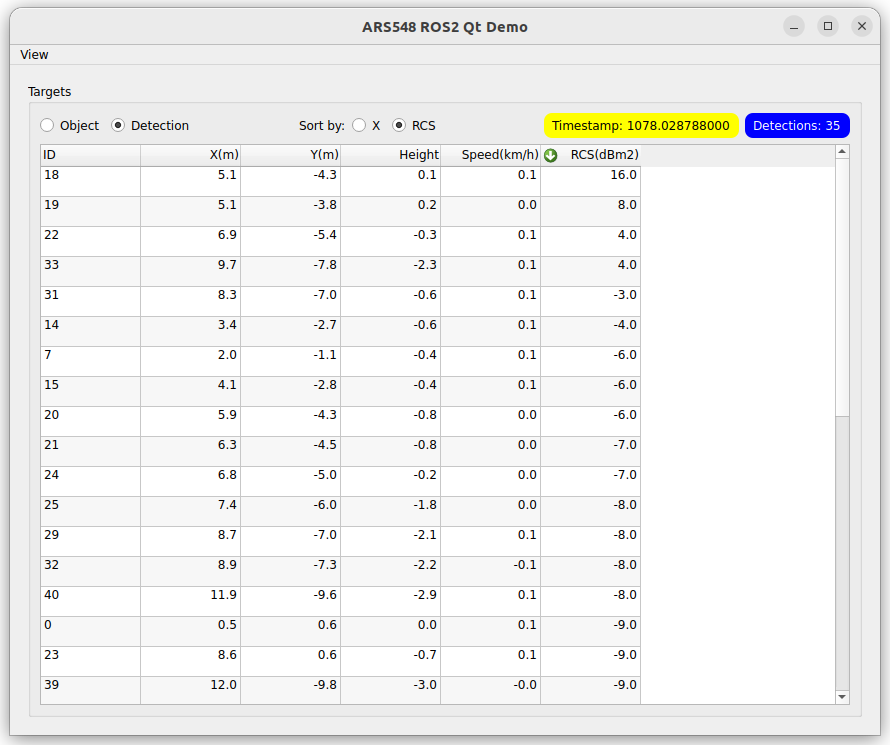 ARS548 ROS2 Qt Demo
View
Targets
Object Detection Sort by: X RCS Timestamp: 1078.028788000 Detections: 35
ID X(m) Y(m) Height Speed(km/h) RCS(dBm2)
18 5.1 -4.3 0.1 0.1 16.0
19 5.1 -3.8 0.2 0.0 8.0
22 6.9 -5.4 -0.3 0.1 4.0
33 9.7 -7.8 -2.3 0.1 4.0
31 8.3 -7.0 -0.6 0.1 -3.0
14 3.4 -2.7 -0.6 0.1 -4.0
7 2.0 -1.1 -0.4 0.1 -6.0
15 4.1 -2.8 -0.4 0.1 -6.0
20 5.9 -4.3 -0.8 0.0 -6.0
21 6.3 -4.5 -0.8 0.0 -7.0
24 6.8 -5.0 -0.2 0.0 -7.0
25 7.4 -6.0 -1.8 0.0 -8.0
29 8.7 -7.0 -2.1 0.1 -8.0
32 8.9 -7.3 -2.2 -0.1 -8.0
40 11.9 -9.6 -2.9 0.1 -8.0
0 0.5 0.6 0.0 0.1 -9.0
23 8.6 0.6 -0.7 0.1 -9.0
39 12.0 -9.8 -3.0 -0.0 -9.0